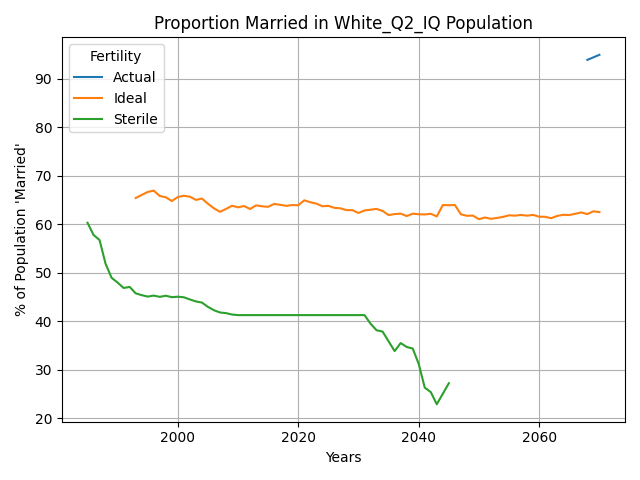 Proportion Married in White_Q2_IQ Population
Fertility
Actual
Ideal
Sterile
% of Population 'Married'
90
80
70
60
50
40
30
20
2000
2020
2040
2060
Years